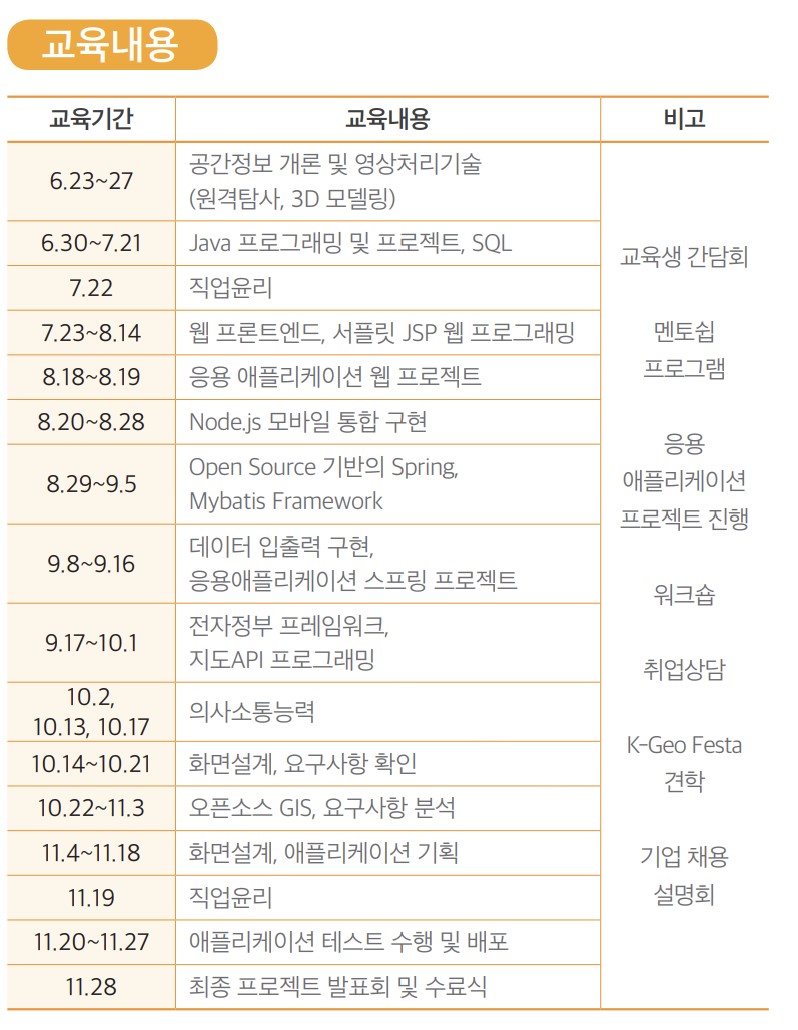 교육내용
교육기간 교육내용 비고
6.23~27
공간정보 개론 및 영상처리기술
(원격탐사, 3D 모델링)
6.30~7.21 Java 프로그래밍 및 프로젝트, SQL
7.22 직업윤리
7.23~8.14 웹 프론트엔드, 서플릿 JSP 웹 프로그래밍
8.18~8.19 응용 애플리케이션 웹 프로젝트
8.20~8.28 Node.js 모바일 통합 구현
8.29~9.5
Open Source 기반의 Spring,
Mybatis Framework
9.8~9.16
데이터 입출력 구현,
응용애플리케이션 스프링 프로젝트
9.17~10.1
전자정부 프레임워크,
지도API 프로그래밍
10.2,
10.13, 10.17
의사소통능력
10.14~10.21 화면설계, 요구사항 확인
10.22~11.3 오픈소스 GIS, 요구사항 분석
11.4~11.18 화면설계, 애플리케이션 기획
11.19 직업윤리
11.20~11.27 애플리케이션 테스트 수행 및 배포
11.28 최종 프로젝트 발표회 및 수료식
교육생 간담회
멘토쉽
프로그램
응용
애플리케이션
프로젝트 진행
워크숍
취업상담
K-Geo Festa
견학
기업 채용
설명회